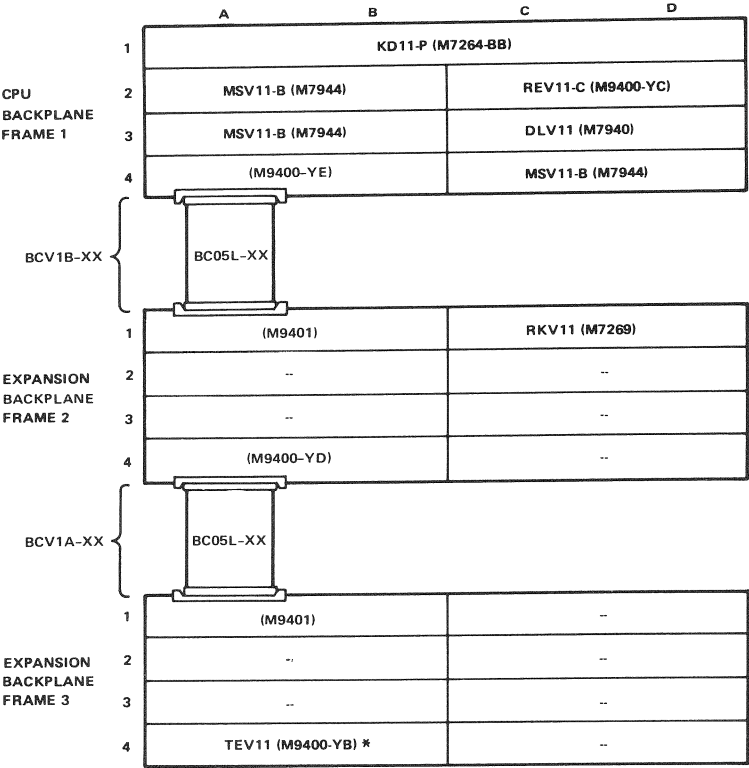 A B C D
1 KD11-P (M7264-BB)
CPU
BACKPLANE
FRAME 1
2 MSV11-B (M7944) REV11-C (M9400-YC)
3 MSV11-B (M7944) DLV11 (M7940)
4 (M9400-YE) MSV11-B (M7944)
BCV1B-XX BC05L-XX
1 (M9401) RKV11 (M7269)
EXPANSION
BACKPLANE
FRAME 2
2 -- --
3 -- --
4 (M9400-YD) --
BCV1A-XX BC05L-XX
1 (M9401) --
EXPANSION
BACKPLANE
FRAME 3
2 -- --
3 -- --
4 TEV11 (M9400-YB) * --